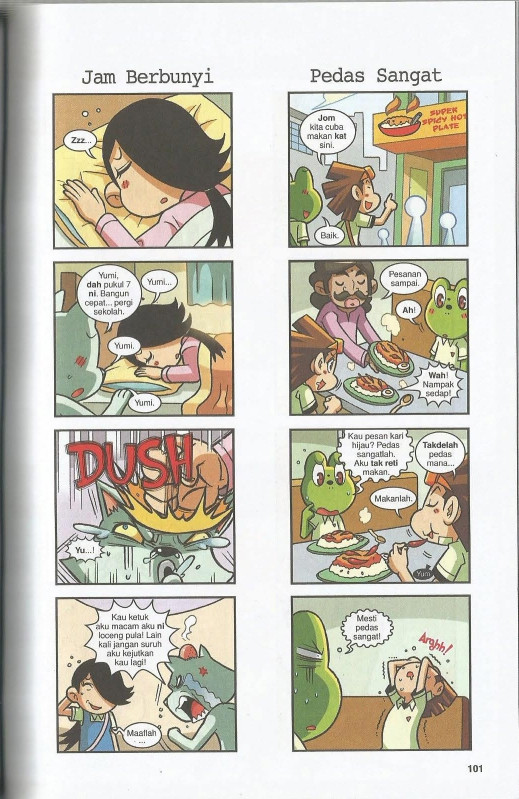 Jam Berbunyi
Zzz...
Yumi,
dah pukul 7
ni. Bangun
cepat... pergi
sekolah.
Yumi...
Yumi.
Yumi.
DUSH
Yu...!
Kau ketuk
aku macam aku ni
loceng pula! Lain
kali jangan suruh
aku kejutkan
kau lagi!
Maaflah
...
Pedas Sangat
Jom
kita cuba
makan kat
sini.
SUPER
SPICY HOT
PLATE
Baik.
Pesanan
sampai.
Ah!
Wah!
Nampak
sedap!
Kau pesan kari
hijau? Pedas
sangatlah.
Aku tak reti
makan.
Takdelah
pedas
mana...
Makanlah.
Yum
Mesti
pedas
sangat!
Arghh!
101